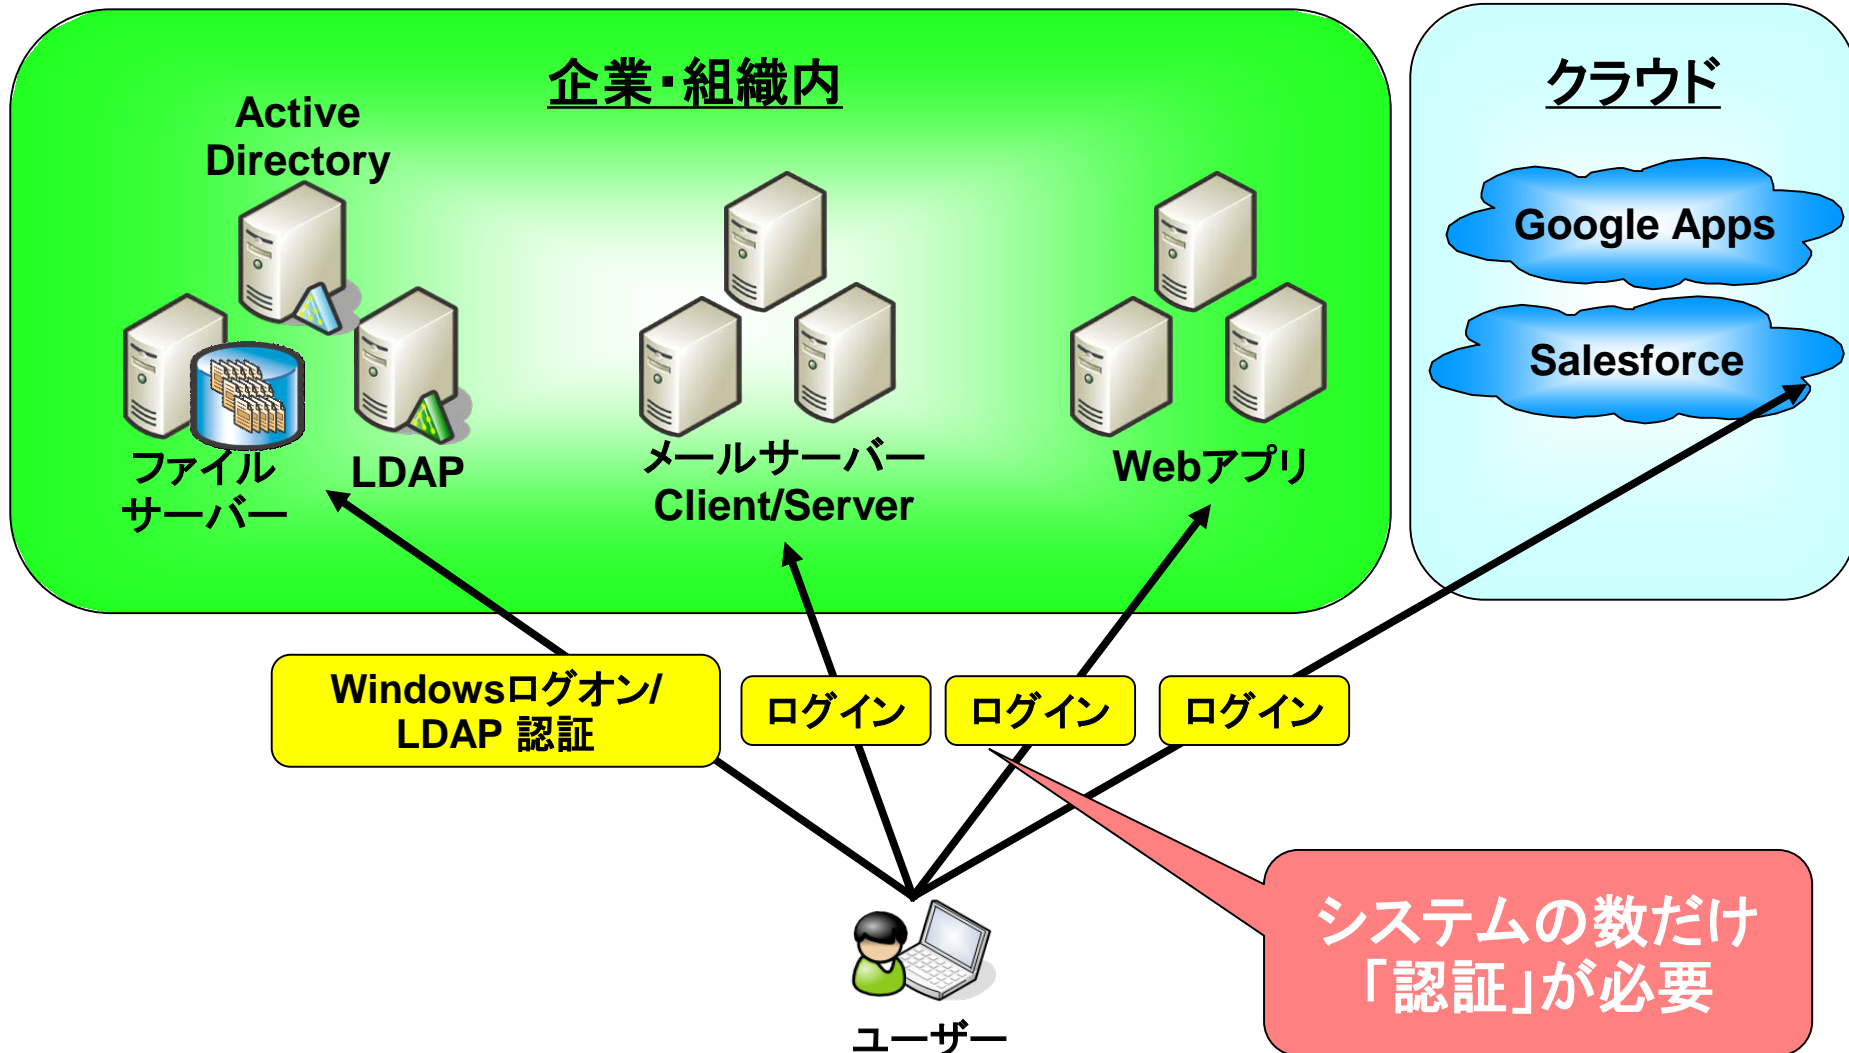 企業・組織内
クラウド
Active
Directory
Google Apps
Salesforce
ファイル
サーバー
LDAP
メールサーバー
Client/Server
Webアプリ
Windowsログオン/
LDAP 認証
ログイン
ログイン
ログイン
システムの数だけ
「認証」が必要
ユーザー